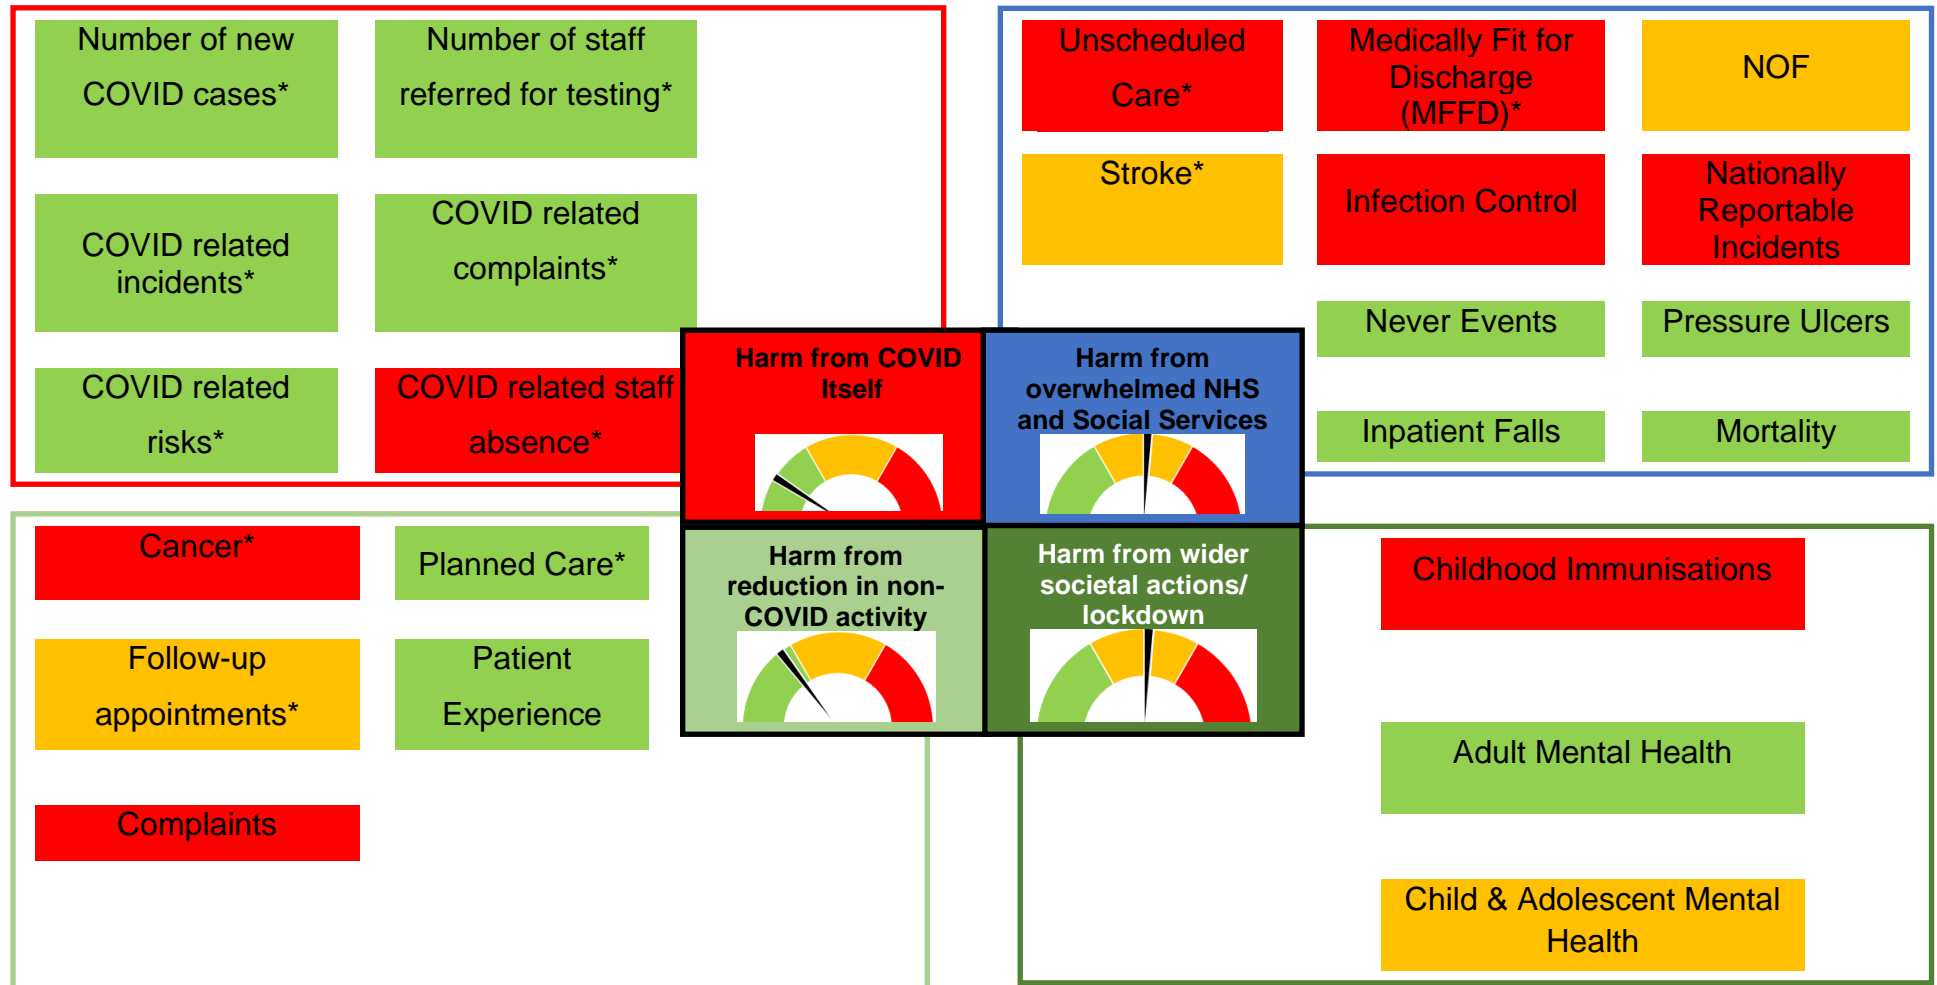 Number of new
COVID cases*
Number of staff
referred for testing*
COVID related
incidents*
COVID related
complaints*
COVID related
risks*
COVID related staff
absence*
Unscheduled
Care*
Medically Fit for
Discharge
(MFFD)*
NOF
Stroke*
Infection Control
Nationally
Reportable
Incidents
Never Events
Pressure Ulcers
Inpatient Falls
Mortality
Harm from COVID
Itself
Harm from
overwhelmed NHS
and Social Services
Harm from
reduction in non-
COVID activity
Harm from wider
societal actions/
lockdown
Cancer*
Planned Care*
Follow-up
appointments*
Patient
Experience
Complaints
Childhood Immunisations
Adult Mental Health
Child & Adolescent Mental
Health